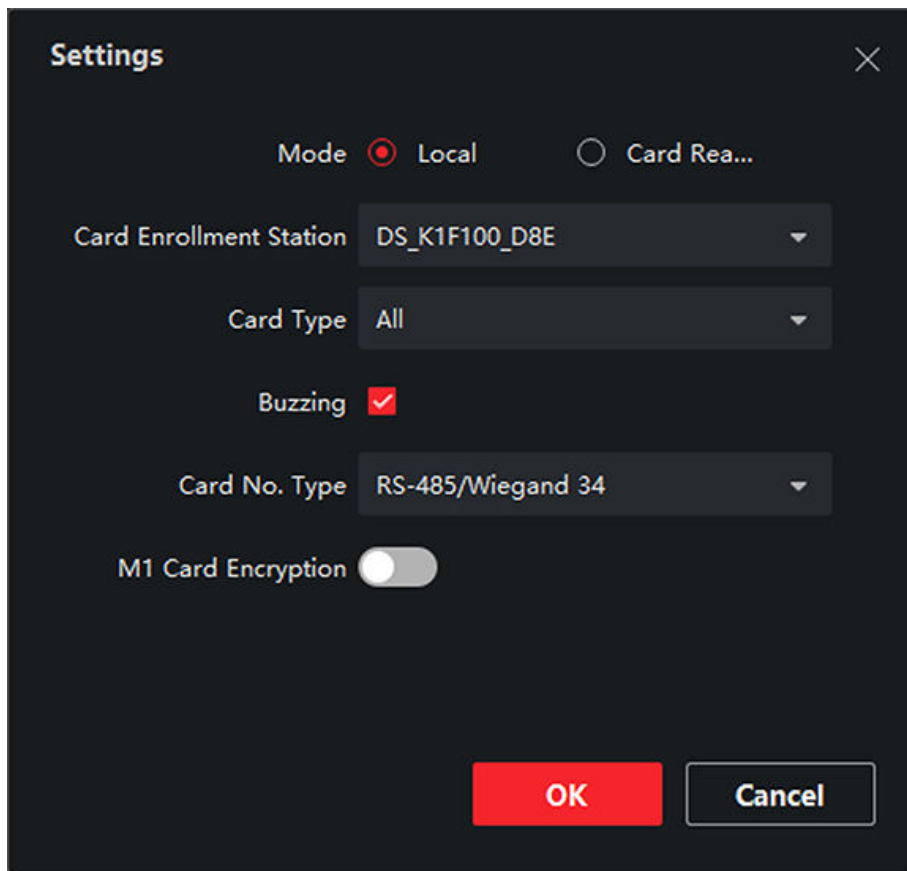 Settings
Mode Local Card Rea...
Card Enrollment Station DS_K1F100_D8E
Card Type All
Buzzing
Card No. Type RS-485/Wiegand 34
M1 Card Encryption
OK Cancel